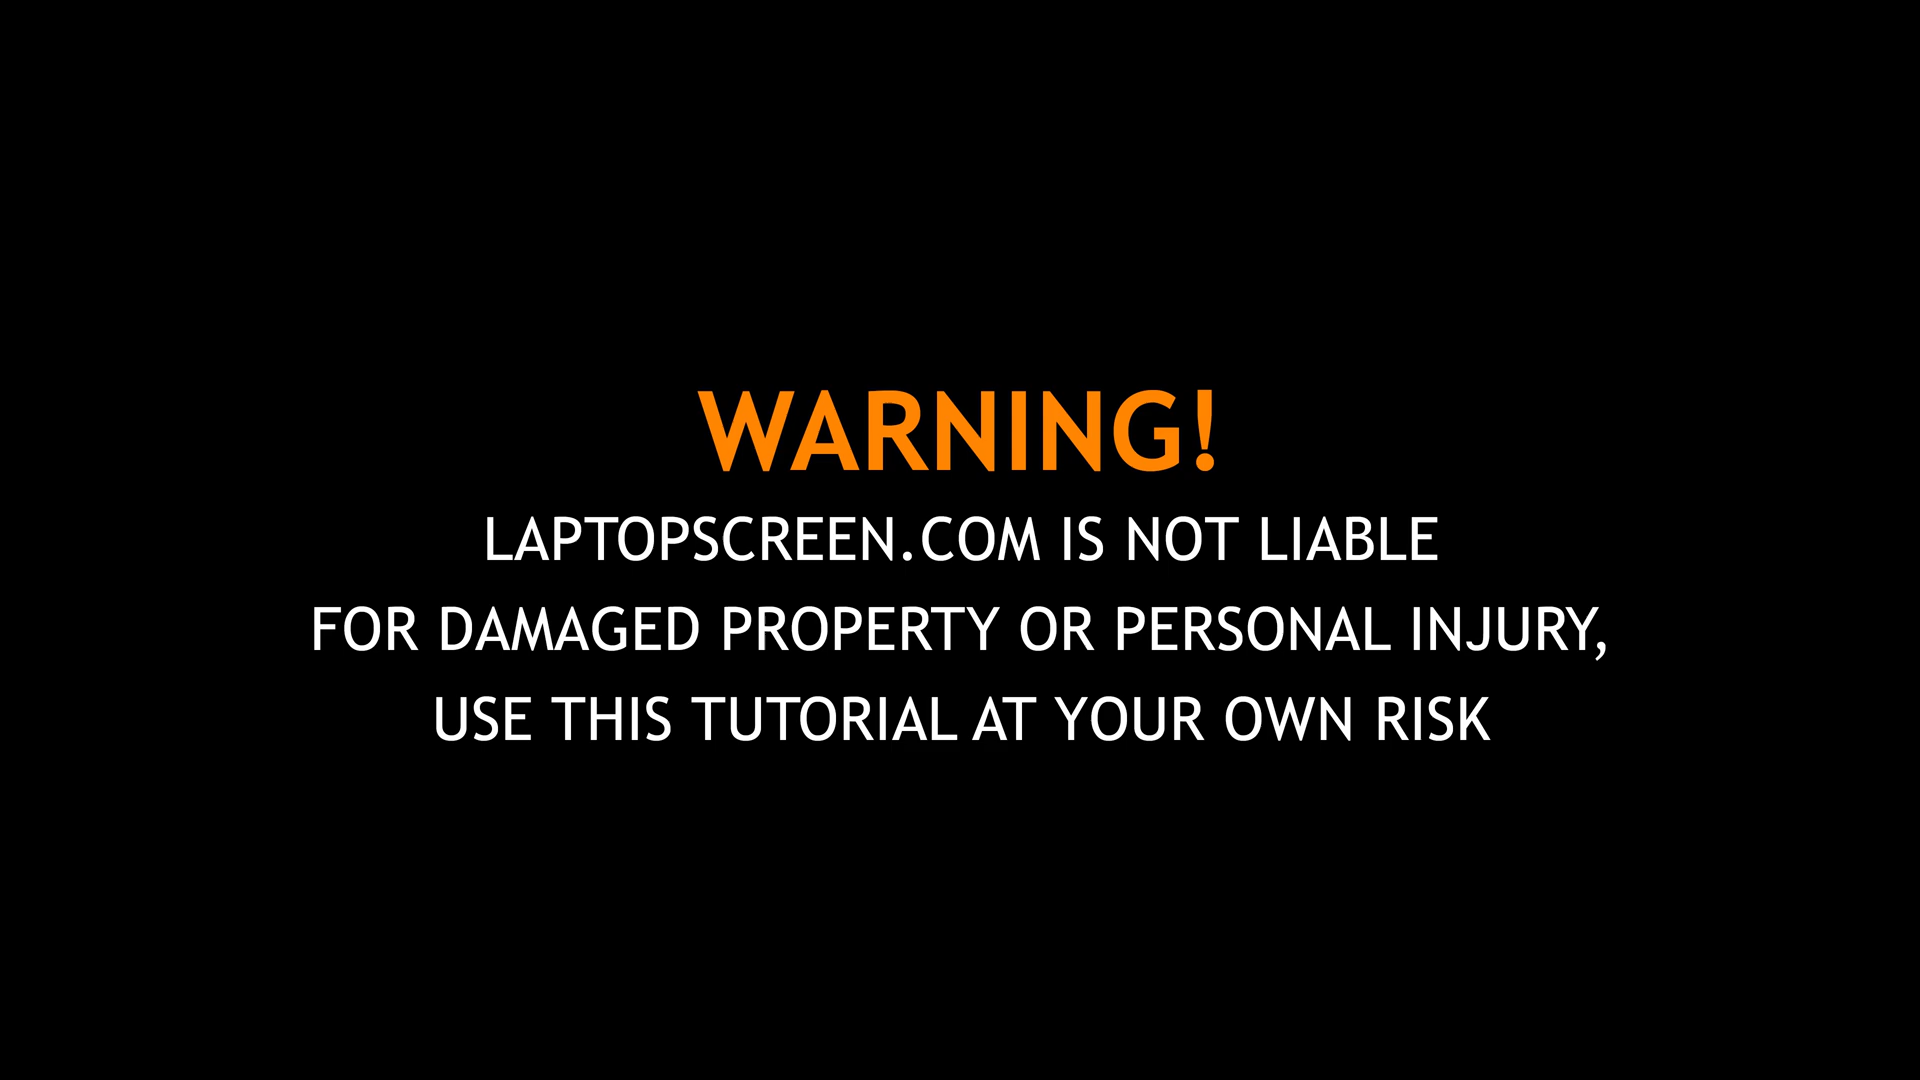 WARNING!
LAPTOPSCREEN.COM IS NOT LIABLE
FOR DAMAGED PROPERTY OR PERSONAL INJURY,
USE THIS TUTORIAL AT YOUR OWN RISK